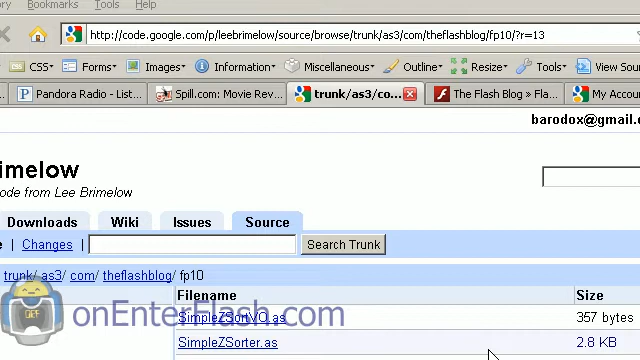 Bookmarks Tools Help
http://code.google.com/p/leebrimelow/source/browse/trunk/as3/com/theflashblog/fp10/?r=13
CSS Forms Images Information Miscellaneous Outline Resize View Sour
Pandora Radio - List... Spill.com: Movie Rev... trunk/as3/co... The Flash Blog » Fla... My Accou
barodox@gmail.c
rimelow
ode from Lee Brimelow
Downloads Wiki Issues Source
e | Changes | Search Trunk
trunk/ as3/ com/ theflashblog/ fp10
Filename Size
SimpleZSortVO.as 357 bytes
onEnterFlash.com
OEF
SimpleZSorter.as 2.8 KB